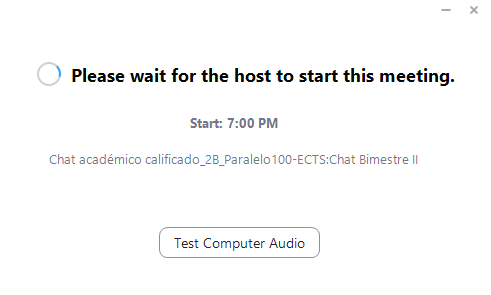 Please wait for the host to start this meeting.
Start: 7:00 PM
Chat académico calificado_2B_Paralelo100-ECTS:Chat Bimestre II
Test Computer Audio